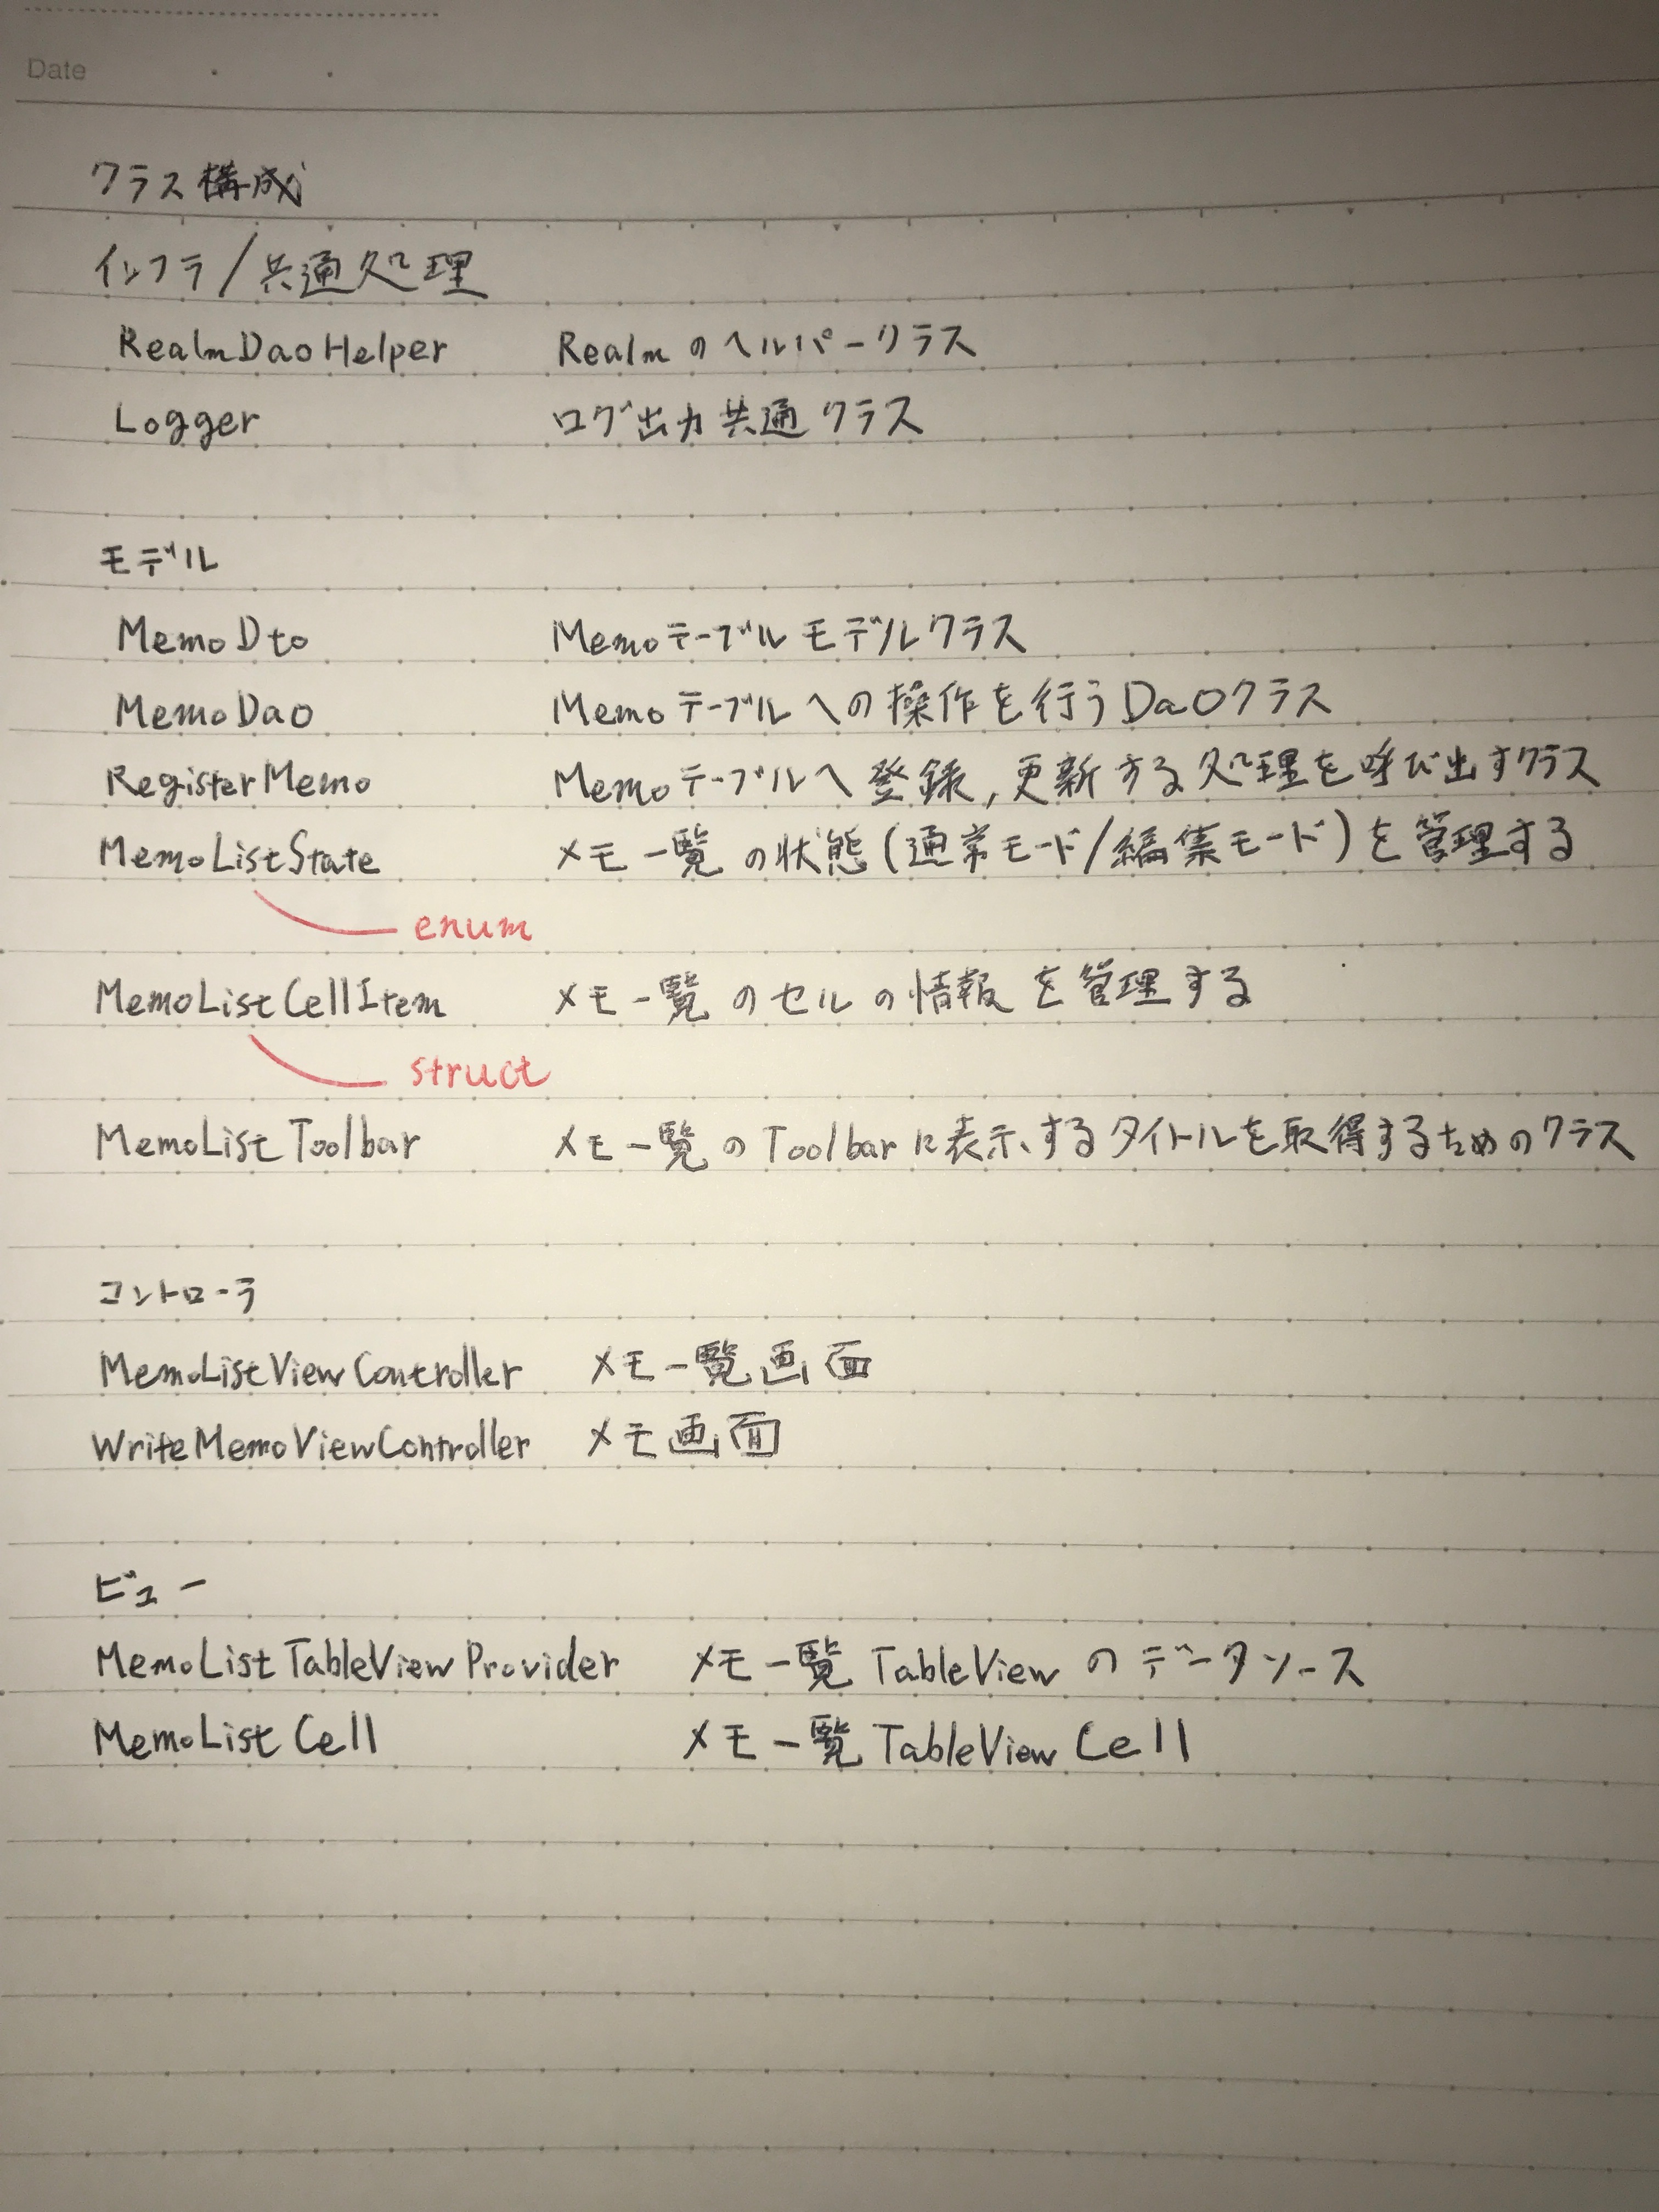 Date
クラス構成
インフラ/共通処理
RealmDaoHelper Realmのヘルパークラス
Logger ログ出力共通クラス
モデル
MemoDto Memoテーブルモデルクラス
MemoDao Memoテーブルへの操作を行うDaoクラス
RegisterMemo Memoテーブルへ登録,更新する処理を呼び出すクラス
MemoListState メモ一覧の状態(通常モード/編集モード)を管理する
enum
MemoListCellItem メモ一覧のセルの情報を管理する
struct
MemoListToolbar メモ一覧のToolbarに表示するタイトルを取得するためのクラス
コントローラ
MemoListViewController メモ一覧画面
WriteMemoViewController メモ画面
ビュー
MemoListTableViewProvider メモ一覧TableViewのデータソース
MemoListCell メモ一覧TableViewCell